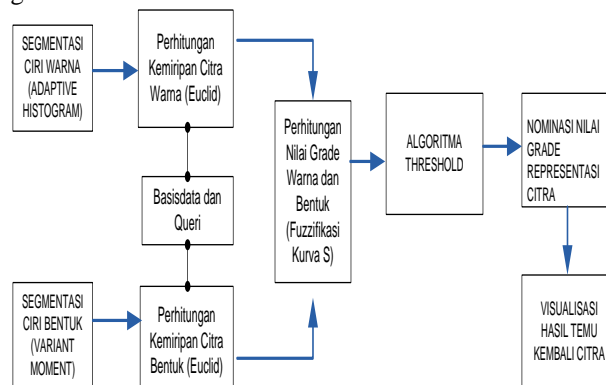 g
SEGMENTASI
CIRI WARNA
(ADAPTIVE
HISTOGRAM)
Perhitungan
Kemiripan Citra
Warna (Euclid)
Basisdata dan
Queri
SEGMENTASI
CIRI BENTUK
(VARIANT
MOMENT)
Perhitungan
Kemiripan Citra
Bentuk (Euclid)
Perhitungan
Nilai Grade
Warna dan
Bentuk
(Fuzzifikasi
Kurva S)
ALGORITMA
THRESHOLD
NOMINASI NILAI
GRADE
REPRESENTASI
CITRA
VISUALISASI
HASIL TEMU
KEMBALI CITRA